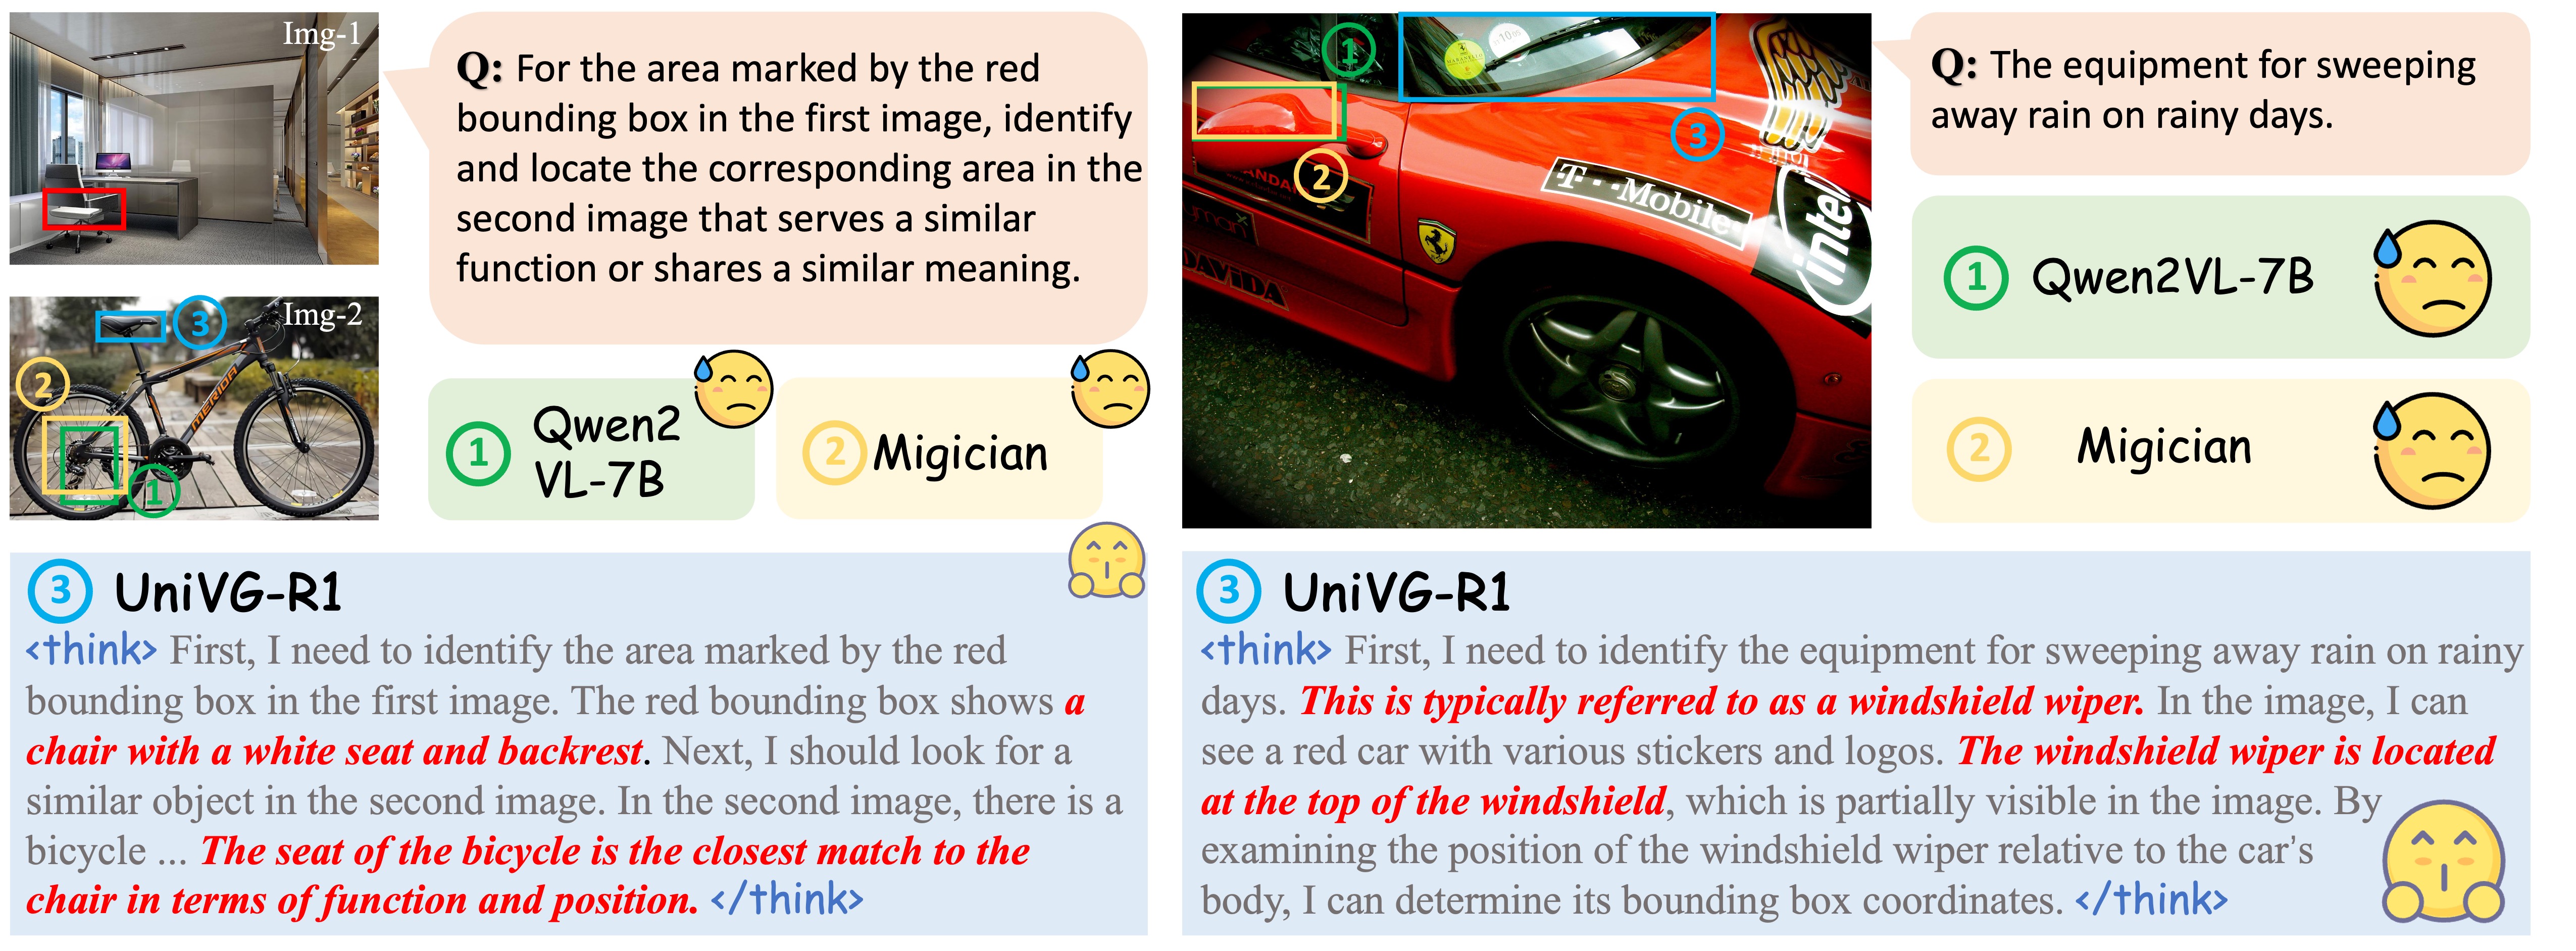 Img-1
Q: For the area marked by the red
bounding box in the first image, identify
and locate the corresponding area in the
second image that serves a similar
function or shares a similar meaning.
Img-2
3
2
MERIDA
1
1
Qwen2
VL-7B
2
Migician
3
UniVG-R1
<think> First, I need to identify the area marked by the red
bounding box in the first image. The red bounding box shows a
chair with a white seat and backrest. Next, I should look for a
similar object in the second image. In the second image, there is a
bicycle ... The seat of the bicycle is the closest match to the
chair in terms of function and position. </think>
1
3
2
T··Mobile
intel
DAVIDA
Q: The equipment for sweeping
away rain on rainy days.
1
Qwen2VL-7B
2
Migician
3
UniVG-R1
<think> First, I need to identify the equipment for sweeping away rain on rainy
days. This is typically referred to as a windshield wiper. In the image, I can
see a red car with various stickers and logos. The windshield wiper is located
at the top of the windshield, which is partially visible in the image. By
examining the position of the windshield wiper relative to the car's
body, I can determine its bounding box coordinates. </think>